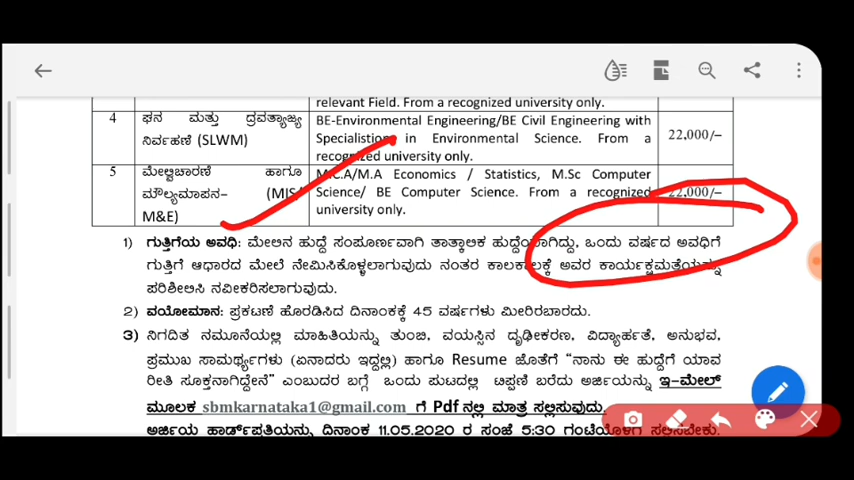 relevant Field. From a recognized university only.
4 ಘನ ಮತ್ತು ದ್ರವತ್ಯಾಜ್ಯ ನಿರ್ವಹಣೆ (SLWM) BE-Environmental Engineering/BE Civil Engineering with 22,000/–
Specialistion in Environmental Science. From a
recognized university only.
5 ಮೇಲ್ವಚಾರಣೆ ಹಾಗೂ ಮೌಲ್ಯಮಾಪನ– (MIS/ M&E) M.C.A/M.A Economics / Statistics, M.Sc Computer 22,000/–
Science/ BE Computer Science. From a recognized
university only.
1) ಗುತ್ತಿಗೆಯ ಅವಧಿ: ಮೇಲಿನ ಹುದ್ದೆ ಸಂಪೂರ್ಣವಾಗಿ ತಾತ್ಕಾಲಿಕ ಹುದ್ದೆಯಾಗಿದ್ದು, ಒಂದು ವರ್ಷದ ಅವಧಿಗೆ
ಗುತ್ತಿಗೆ ಆಧಾರದ ಮೇಲೆ ನೇಮಿಸಿಕೊಳ್ಳಲಾಗುವುದು ನಂತರ ಕಾಲಕಾಲಕ್ಕೆ ಅವರ ಕಾರ್ಯಕ್ಷಮತೆಯನ್ನು
ಪರಿಶೀಲಿಸಿ ನವೀಕರಿಸಲಾಗುವುದು.
2) ವಯೋಮಾನ: ಪ್ರಕಟಣೆ ಹೊರಡಿಸಿದ ದಿನಾಂಕಕ್ಕೆ 45 ವರ್ಷಗಳು ಮೀರಿರಬಾರದು.
3) ನಿಗದಿತ ನಮೂನೆಯಲ್ಲಿ ಮಾಹಿತಿಯನ್ನು ತುಂಬಿ, ವಯಸ್ಸಿನ ದೃಢೀಕರಣ, ವಿದ್ಯಾರ್ಹತೆ, ಅನುಭವ,
ಪ್ರಮುಖ ಸಾಮರ್ಥ್ಯಗಳು (ಏನಾದರು ಇದ್ದಲ್ಲಿ) ಹಾಗೂ Resume ಜೊತೆಗೆ “ನಾನು ಈ ಹುದ್ದೆಗೆ ಯಾವ
ರೀತಿ ಸೂಕ್ತನಾಗಿದ್ದೇನೆ” ಎಂಬುದರ ಬಗ್ಗೆ ಒಂದು ಪುಟದಲ್ಲಿ ಟಿಪ್ಪಣಿ ಬರೆದು ಅರ್ಜಿಯನ್ನು ಇ–ಮೇಲ್
ಮೂಲಕ sbmkarnataka1@gmail.com ಗೆ Pdf ನಲ್ಲಿ ಮಾತ್ರ ಸಲ್ಲಿಸುವುದು.
ಅರ್ಜಿಯ ಹಾರ್ಡ್‌ಪ್ರತಿಯನ್ನು ದಿನಾಂಕ 11.05.2020 ರ ಸಂಜೆ 5:30 ಗಂಟೆಯೊಳಗೆ ಸಲ್ಲಿಸಬೇಕು.